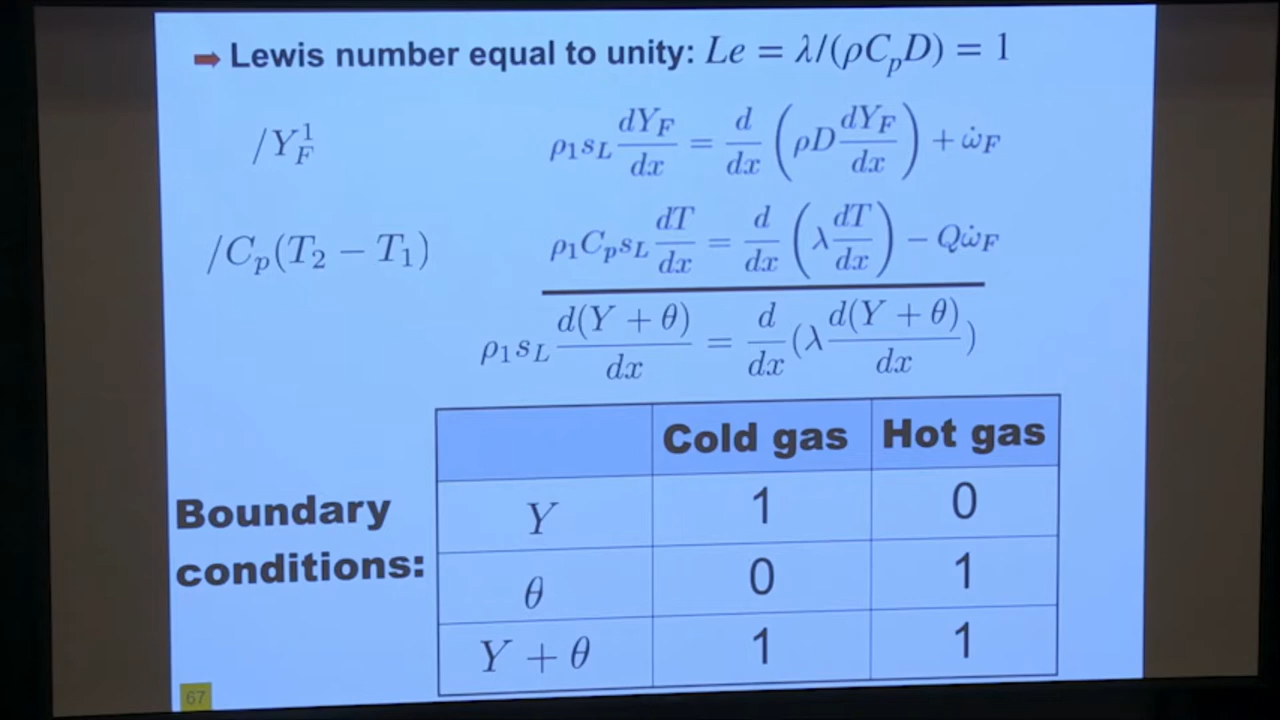 ➡ Lewis number equal to unity: Le = λ/(ρC_pD) = 1
/Y_F^1
ρ_1 s_L dY_F/dx = d/dx (ρD dY_F/dx) + ω̇_F
/C_p(T_2 − T_1)
ρ_1 C_p s_L dT/dx = d/dx (λ dT/dx) − Qω̇_F
ρ_1 s_L d(Y + θ)/dx = d/dx (λ d(Y + θ)/dx)
Cold gas Hot gas
Boundary
conditions:
Y 1 0
θ 0 1
Y + θ 1 1
67